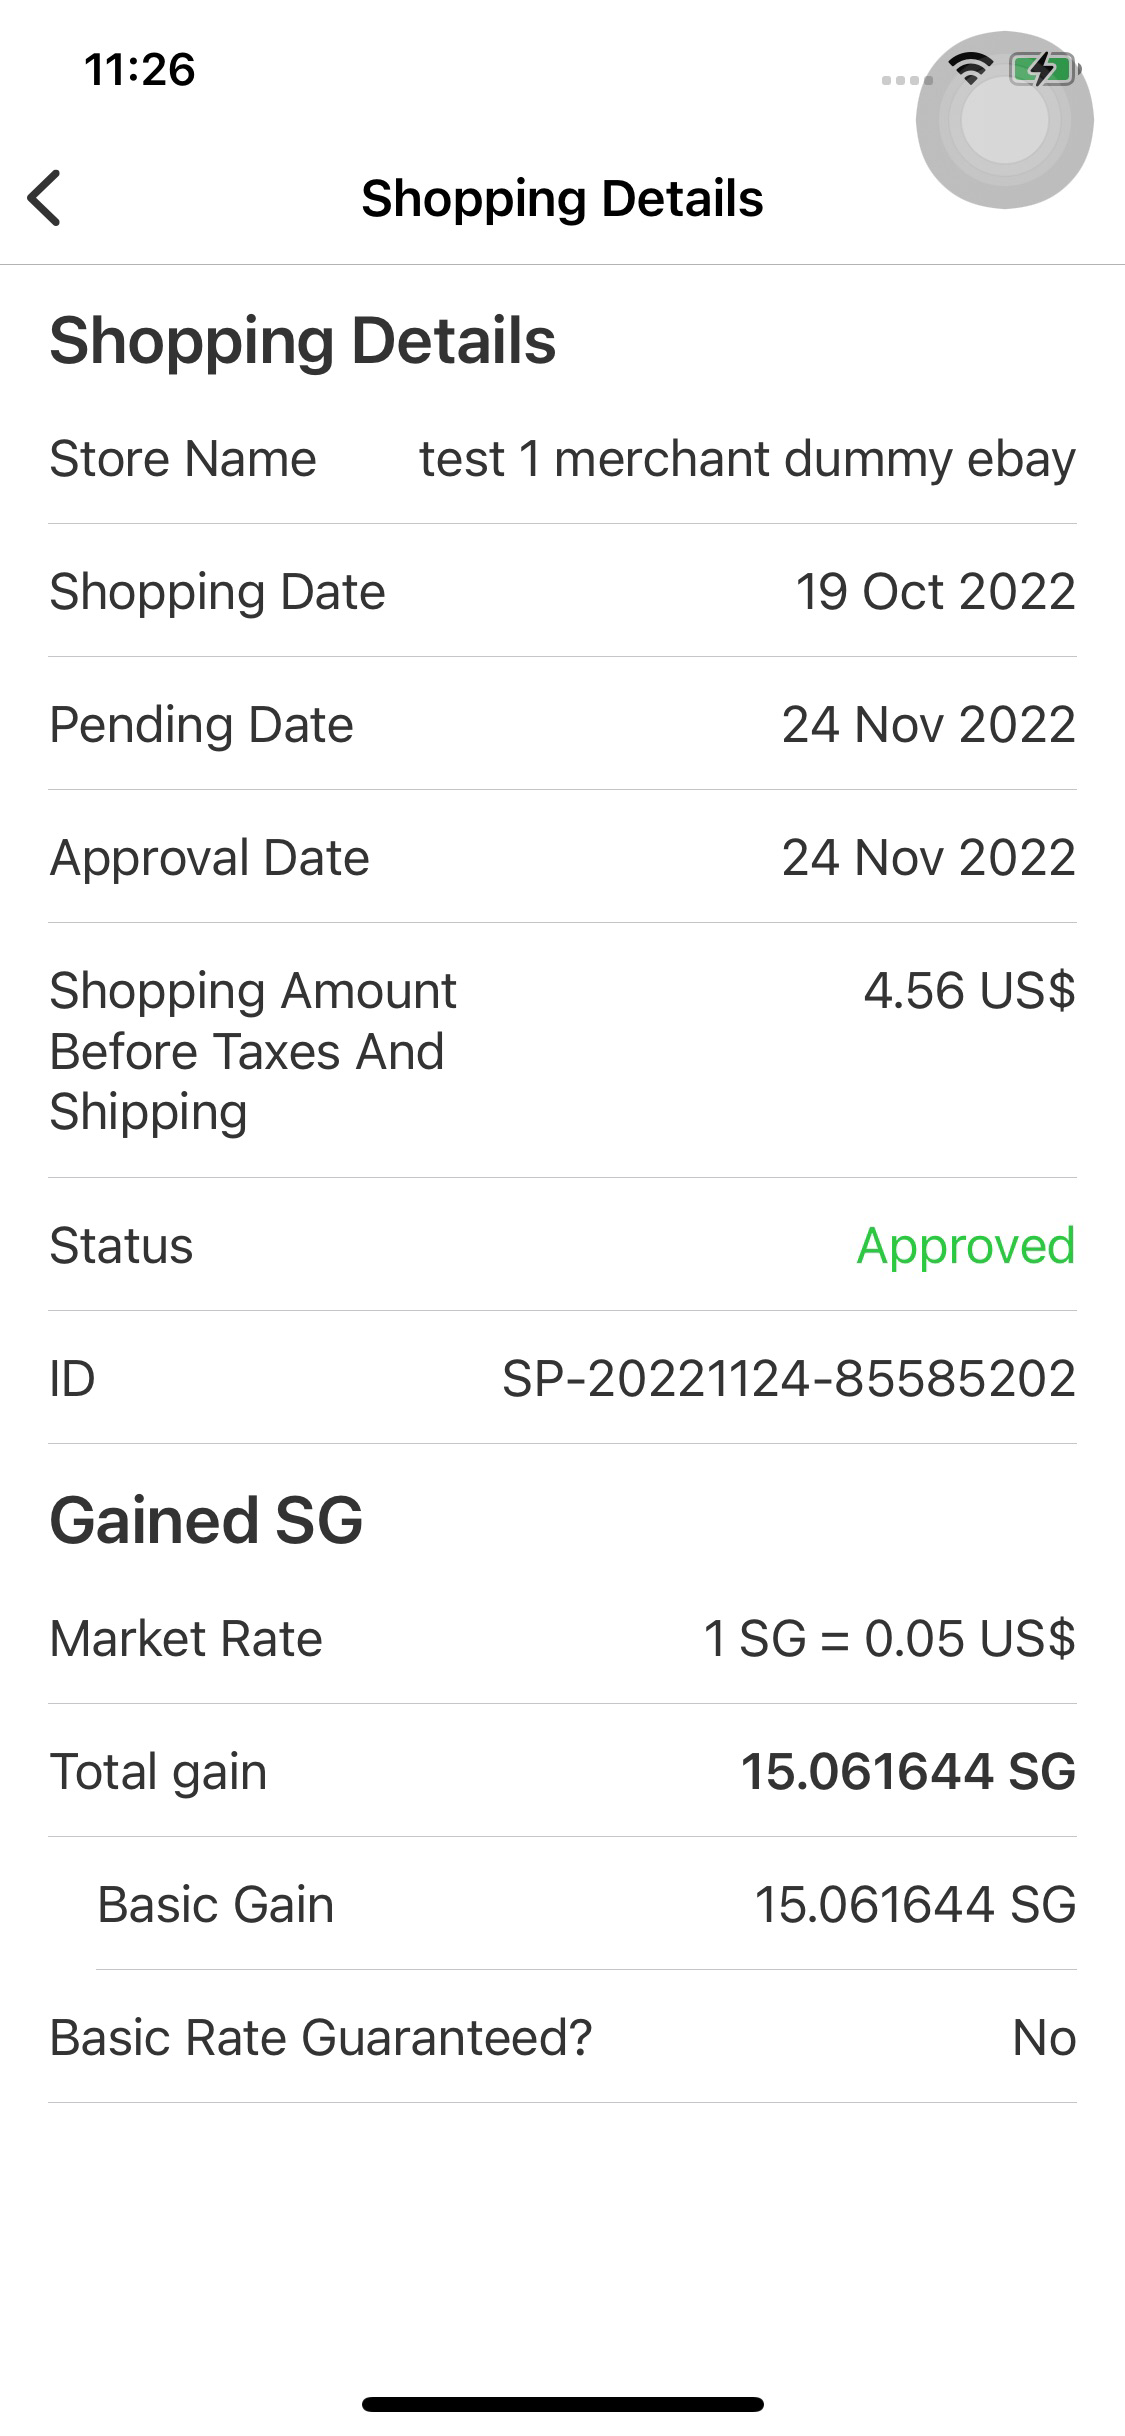 11:26
Shopping Details
Shopping Details
Store Name test 1 merchant dummy ebay
Shopping Date 19 Oct 2022
Pending Date 24 Nov 2022
Approval Date 24 Nov 2022
Shopping Amount 4.56 US$
Before Taxes And
Shipping
Status Approved
ID SP-20221124-85585202
Gained SG
Market Rate 1 SG = 0.05 US$
Total gain 15.061644 SG
Basic Gain 15.061644 SG
Basic Rate Guaranteed? No